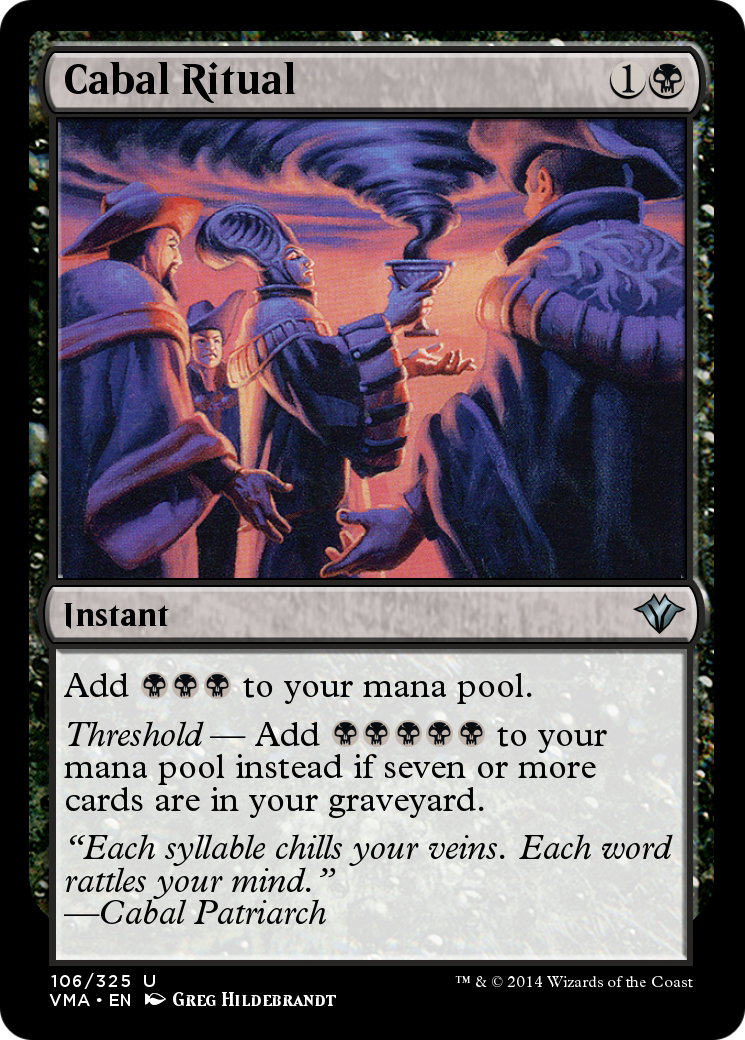 Cabal Ritual 1
Instant
Add to your mana pool.
Threshold — Add to your
mana pool instead if seven or more
cards are in your graveyard.
“Each syllable chills your veins. Each word
rattles your mind.”
—Cabal Patriarch
106/325 U
™ & © 2014 Wizards of the Coast
VMA • EN Greg Hildebrandt